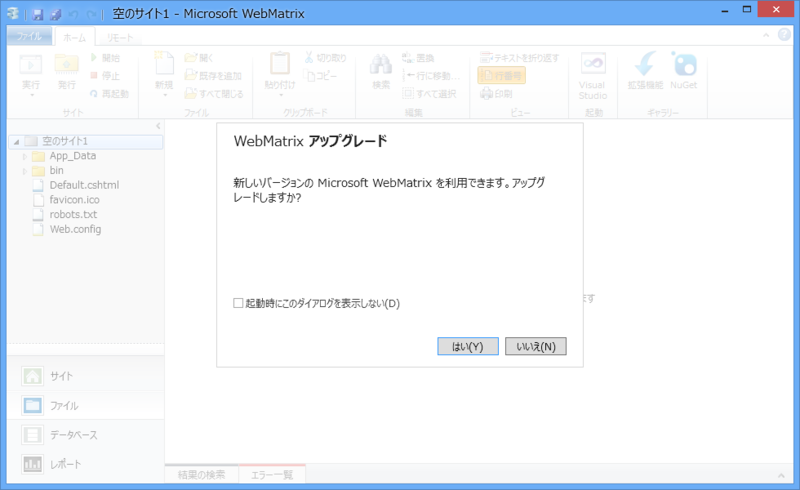 空のサイト1 - Microsoft WebMatrix
ファイル ホーム リモート
実行
発行
開始
停止
再起動
サイト
新規
開く
既存を追加
すべて閉じる
ファイル
貼り付け
切り取り
コピー
クリップボード
検索
置換
行に移動...
すべて選択
編集
テキストを折り返す
行番号
印刷
ビュー
Visual
Studio
起動
拡張機能
NuGet
ギャラリー
空のサイト1
App_Data
bin
Default.cshtml
favicon.ico
robots.txt
Web.config
WebMatrix アップグレード
新しいバージョンの Microsoft WebMatrix を利用できます。アップグ
レードしますか?
起動時にこのダイアログを表示しない(D)
はい(Y) いいえ(N)
ます
サイト
ファイル
データベース
レポート
結果の検索 エラー一覧